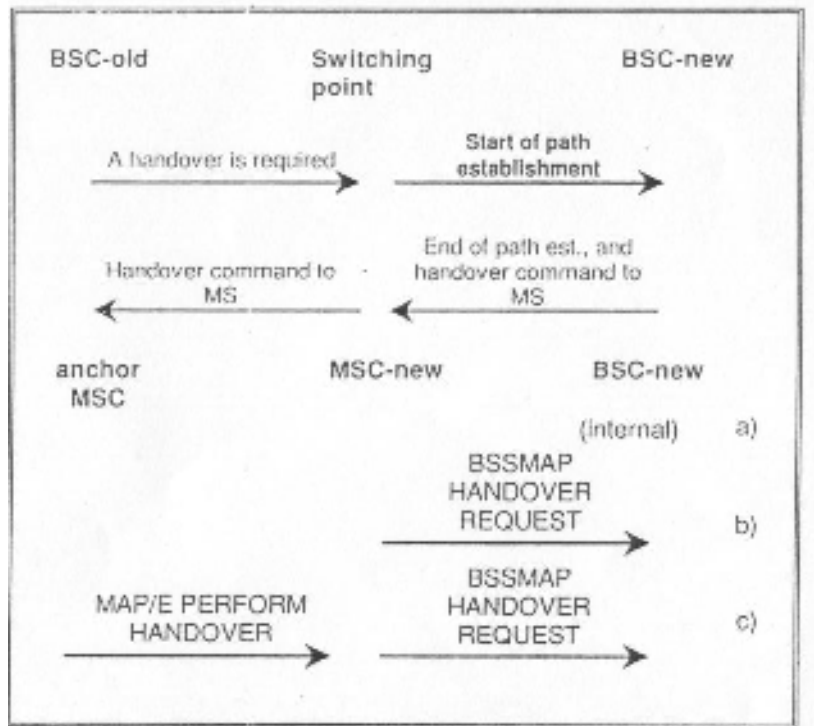 BSC-old
Switching
point
BSC-new
A handover is required
Start of path
establishment
Handover command to
MS
End of path est., and
handover command to
MS
anchor
MSC
MSC-new
BSC-new
(internal)
a)
BSSMAP
HANDOVER
REQUEST
b)
MAP/E PERFORM
HANDOVER
BSSMAP
HANDOVER
REQUEST
c)